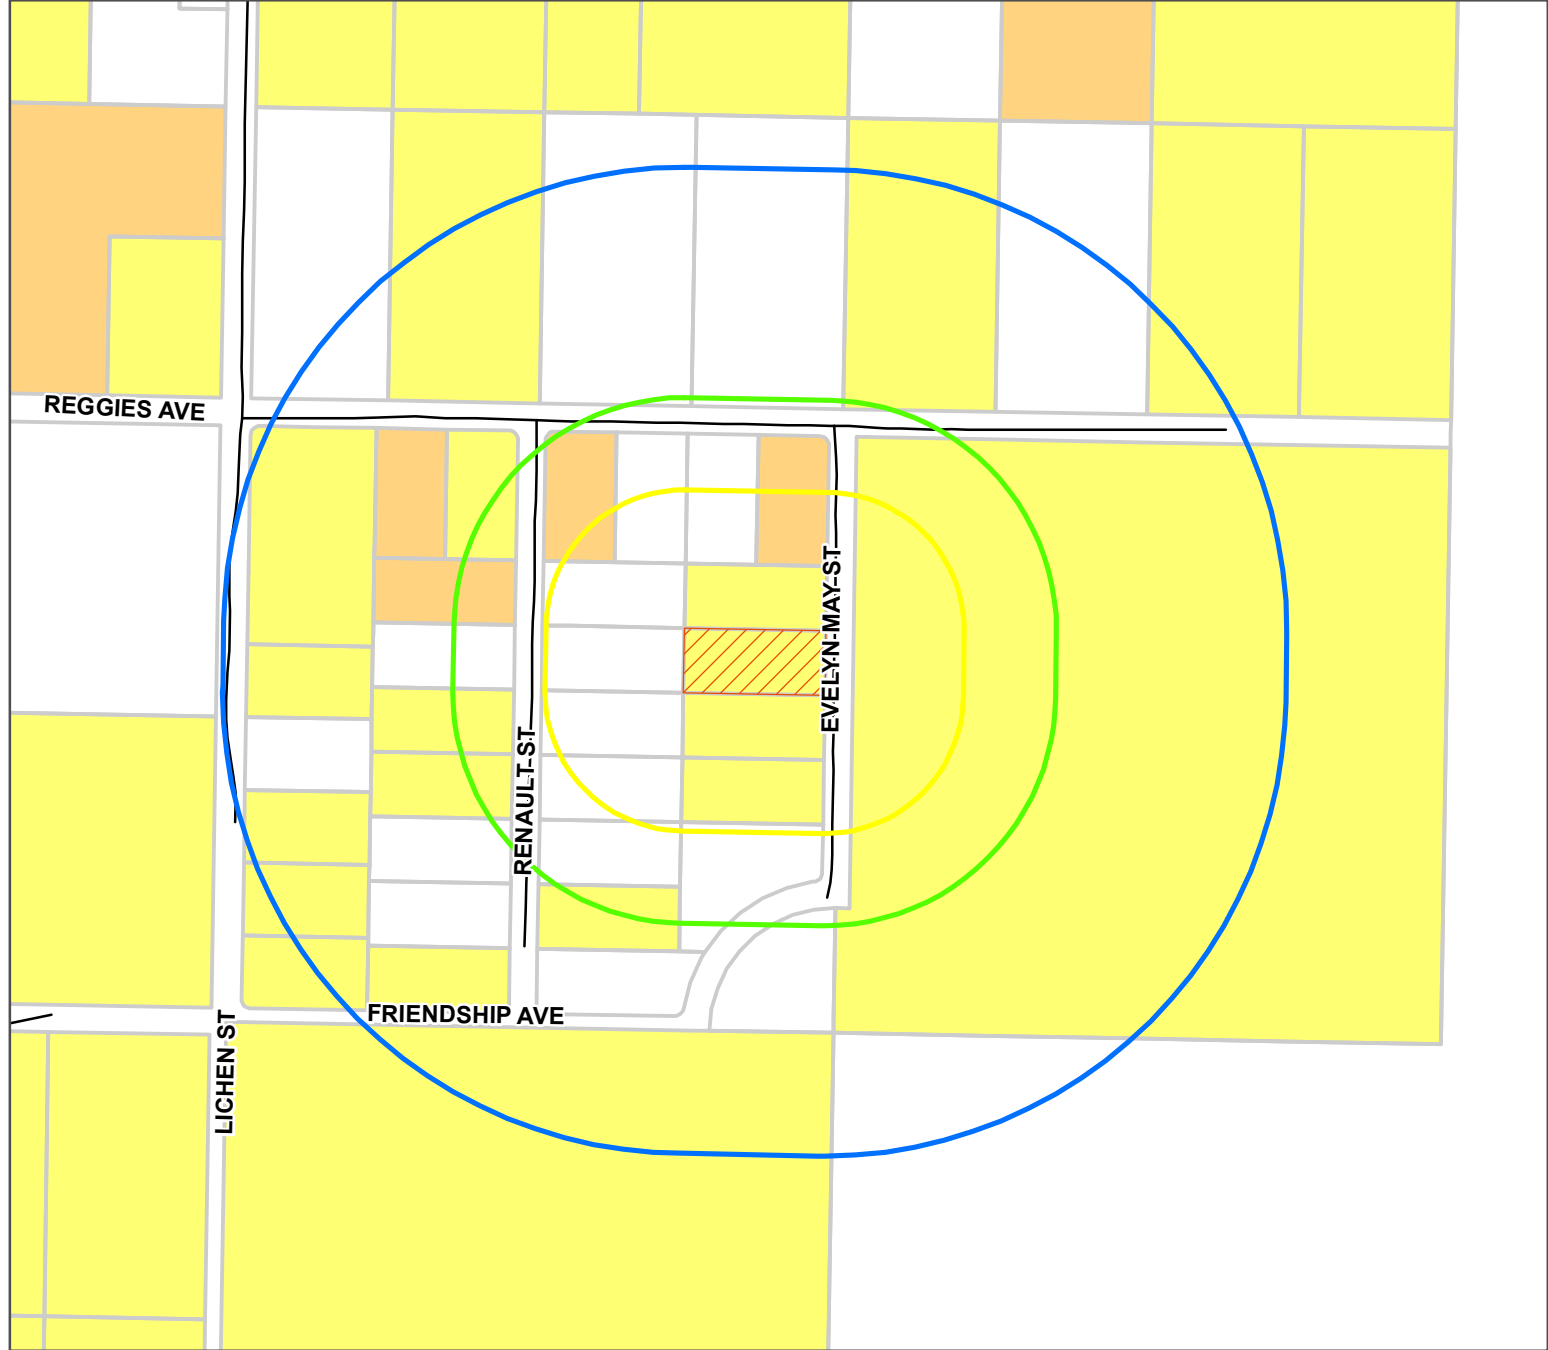 REGGIES AVE
EVELYN MAY ST
RENAULT ST
FRIENDSHIP AVE
LICHEN ST